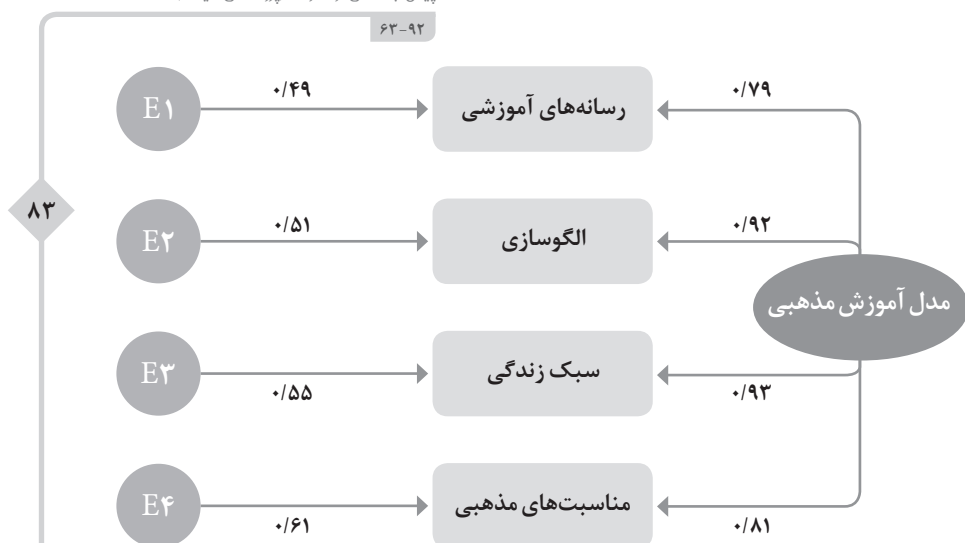 ۶۳-۹۲
۸۳
۰/۷۹
رسانه‌های آموزشی
۰/۴۹
E۱
۰/۹۲
الگوسازی
۰/۵۱
E۲
مدل آموزش مذهبی
۰/۹۳
سبک زندگی
۰/۵۵
E۳
۰/۸۱
مناسبت‌های مذهبی
۰/۶۱
E۴